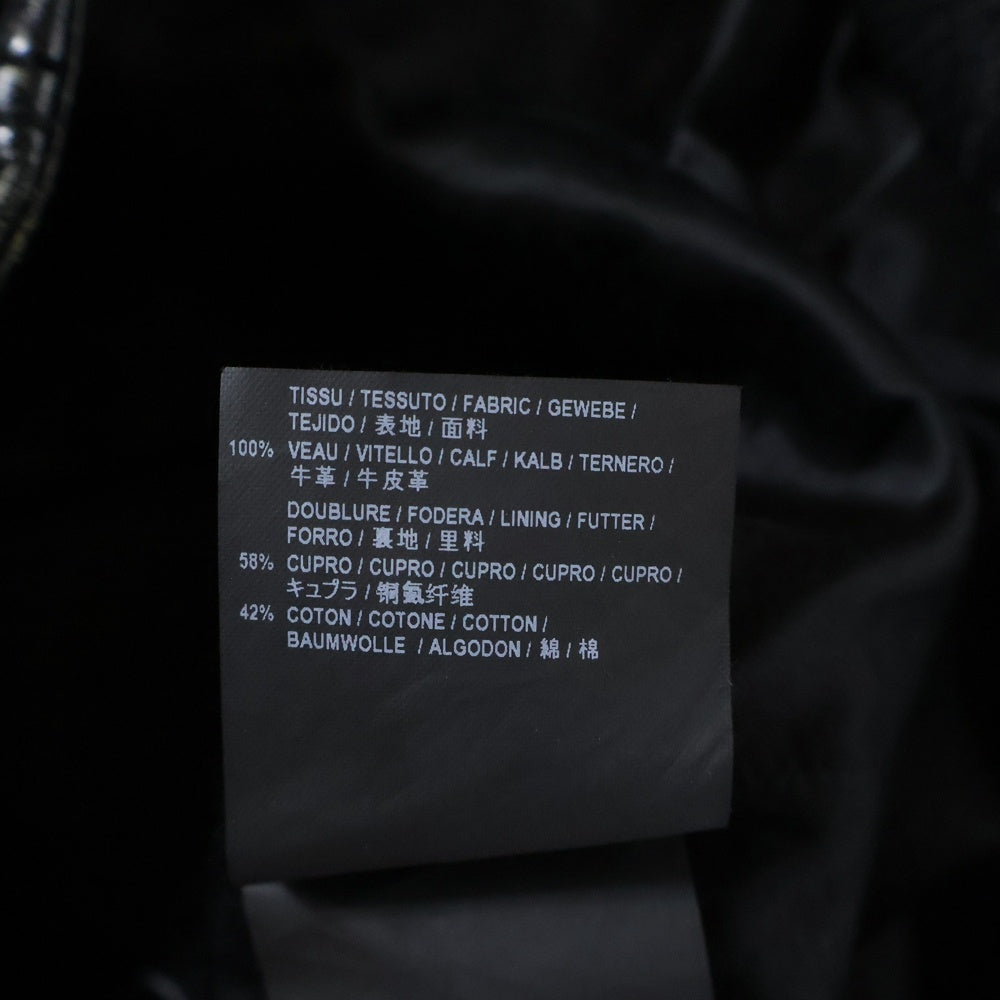 TISSU / TESSUTO / FABRIC / GEWEBE /
TEJIDO / 表地 / 面料
100% VEAU / VITELLO / CALF / KALB / TERNERO /
牛革 / 牛皮革
DOUBLURE / FODERA / LINING / FUTTER /
FORRO / 裏地 / 里料
58% CUPRO / CUPRO / CUPRO / CUPRO / CUPRO /
キュプラ / 铜氨纤维
42% COTON / COTONE / COTTON /
BAUMWOLLE / ALGODON / 綿 / 棉